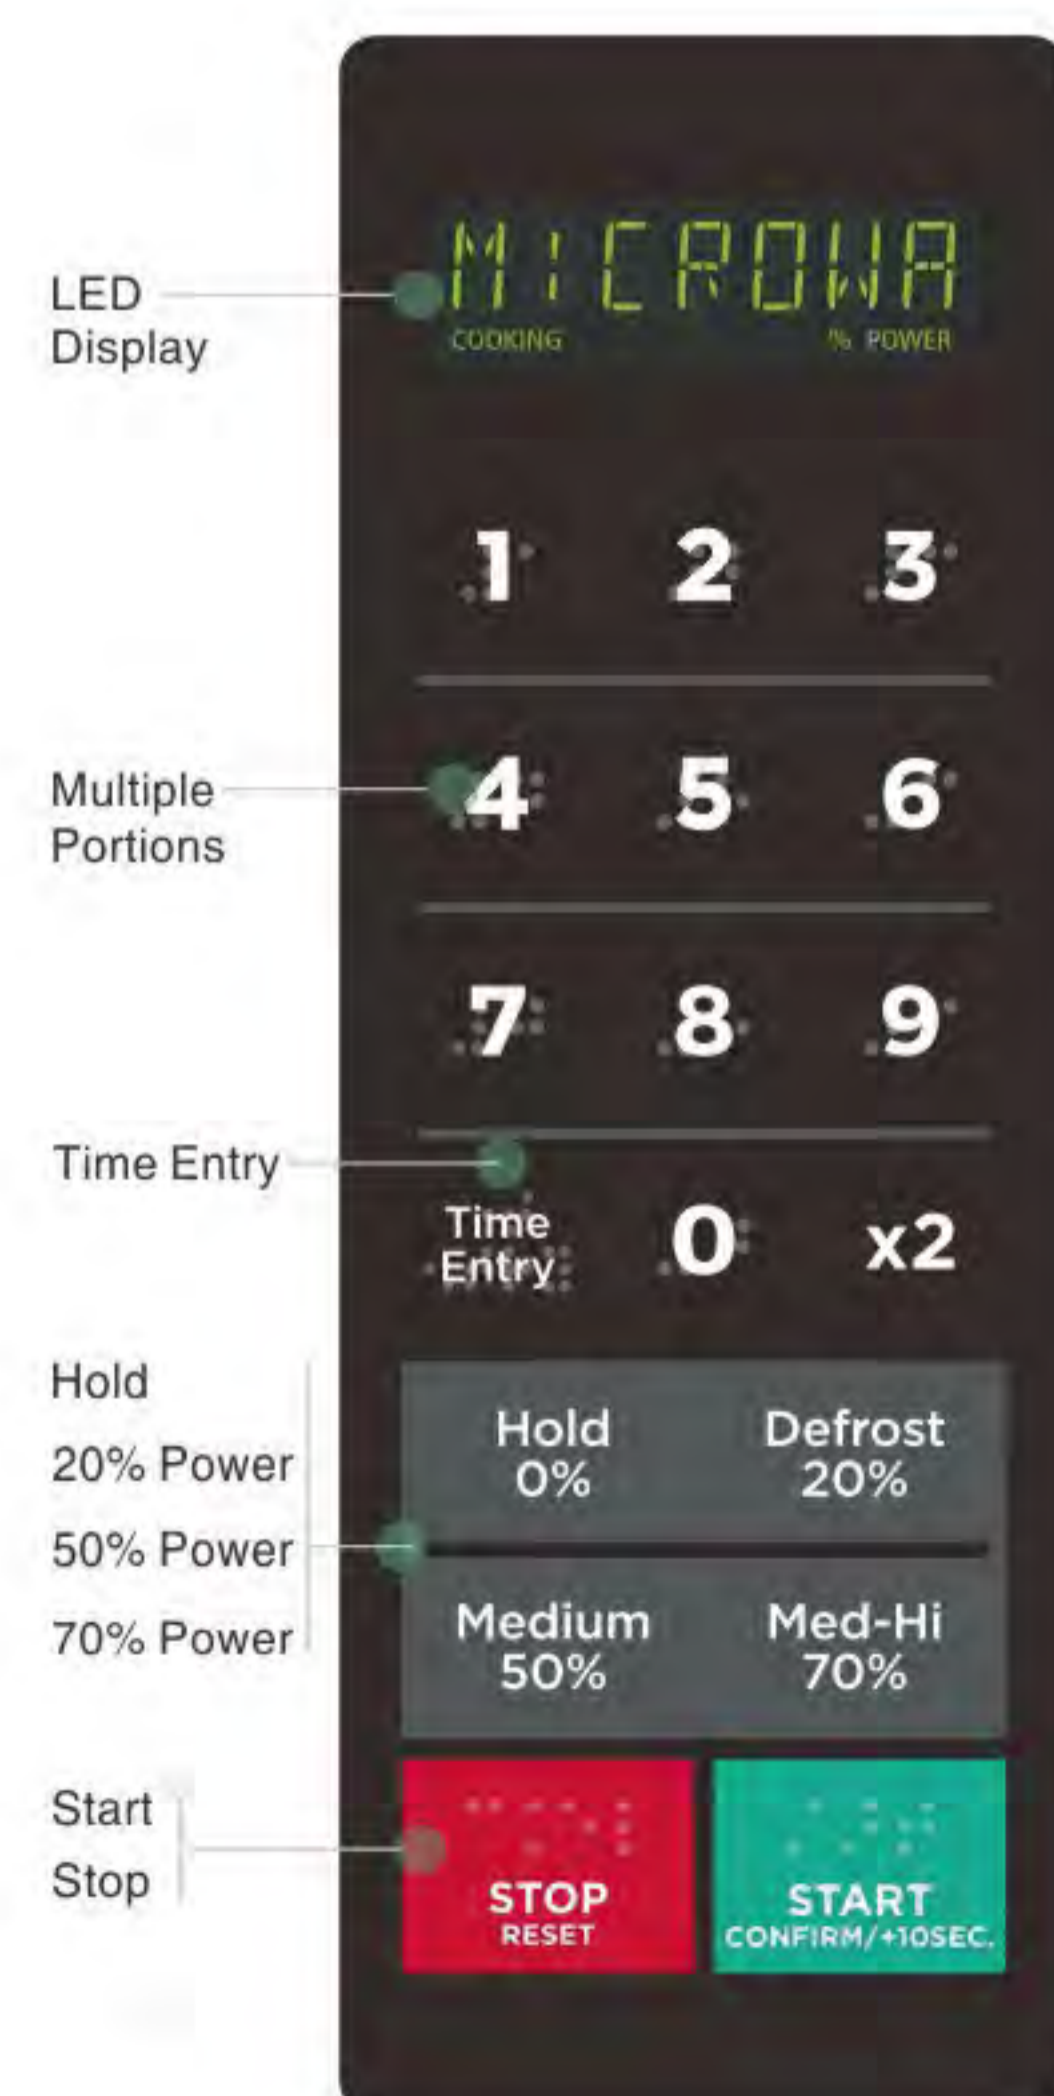 LED
Display
MICROWA
COOKING % POWER
1 2 3
Multiple
Portions
4 5 6
7 8 9
Time Entry
Time
Entry
0 x2
Hold
20% Power
50% Power
70% Power
Hold
0%
Defrost
20%
Medium
50%
Med-Hi
70%
Start
Stop
STOP
RESET
START
CONFIRM/+10SEC.